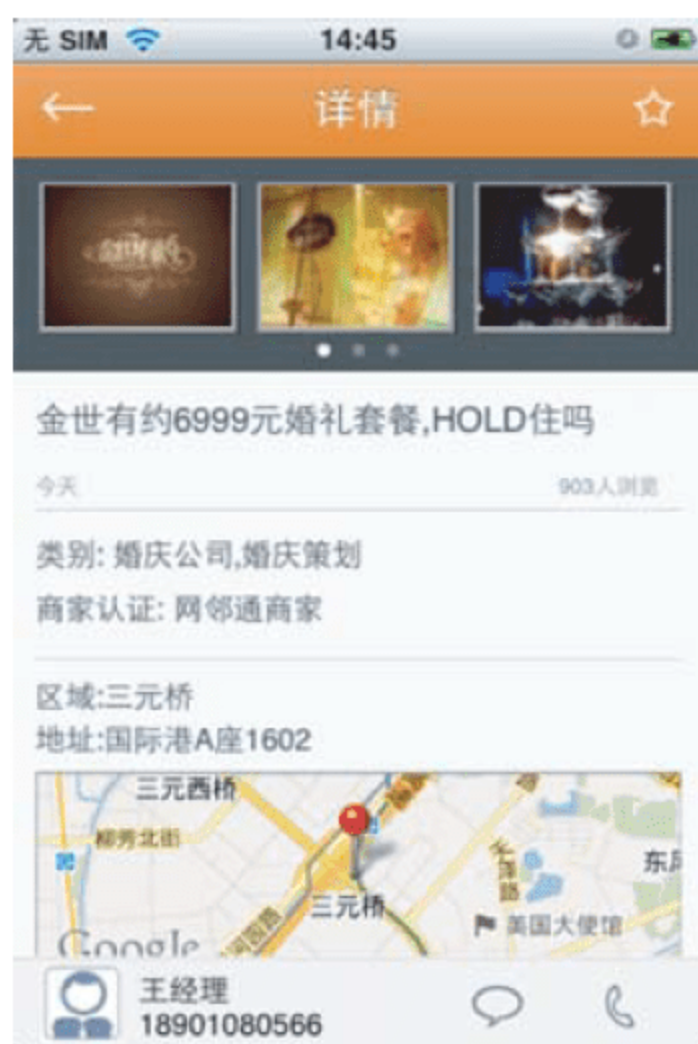 无 SIM 14:45
详情
金世有约6999元婚礼套餐,HOLD住吗
今天 903人浏览
类别: 婚庆公司,婚庆策划
商家认证: 网邻通商家
区域:三元桥
地址:国际港A座1602
三元西桥
柳芳北街
东
三元桥
美国大使馆
Google
王经理
18901080566